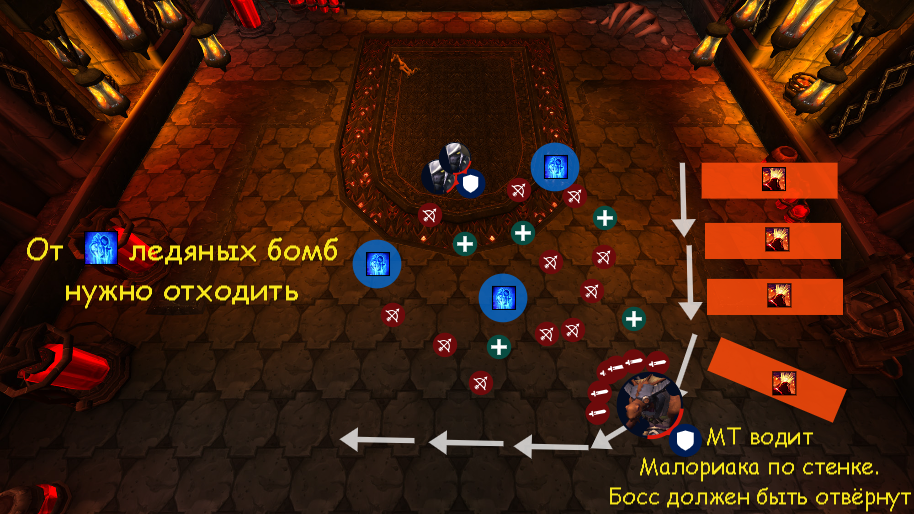 От ледяных бомб
нужно отходить
МТ водит
Малориака по стенке.
Босс должен быть отвёрнут